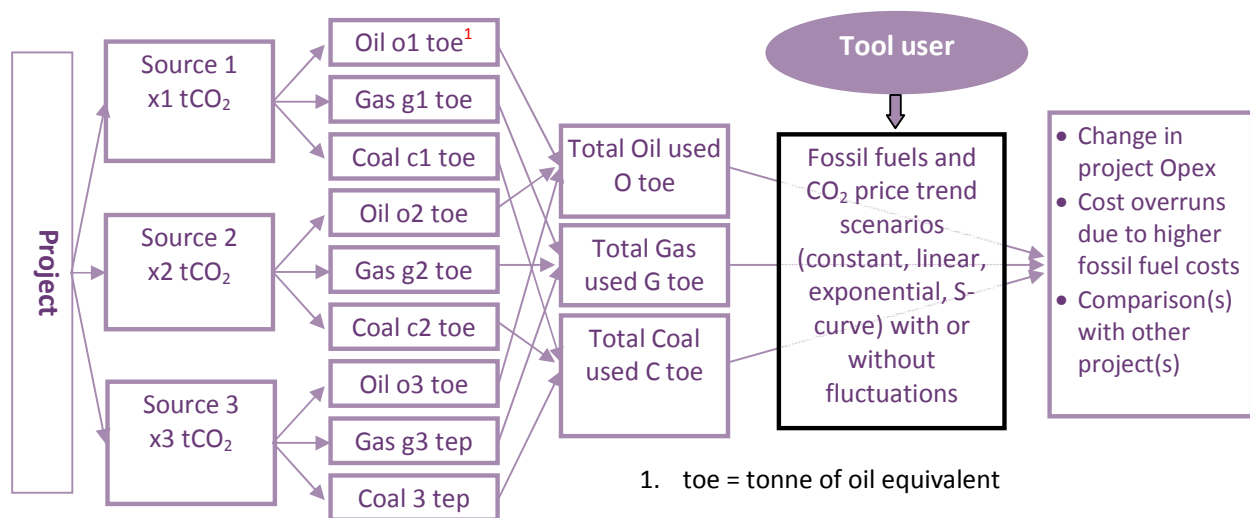 Project
Source 1
x1 tCO₂
Source 2
x2 tCO₂
Source 3
x3 tCO₂
Oil o1 toe¹
Gas g1 toe
Coal c1 toe
Oil o2 toe
Gas g2 toe
Coal c2 toe
Oil o3 toe
Gas g3 tep
Coal 3 tep
Total Oil used
O toe
Total Gas
used G toe
Total Coal
used C toe
Tool user
Fossil fuels and
CO₂ price trend
scenarios
(constant, linear,
exponential, S-
curve) with or
without
fluctuations
• Change in
project Opex
• Cost overruns
due to higher
fossil fuel costs
• Comparison(s)
with other
project(s)
1. toe = tonne of oil equivalent